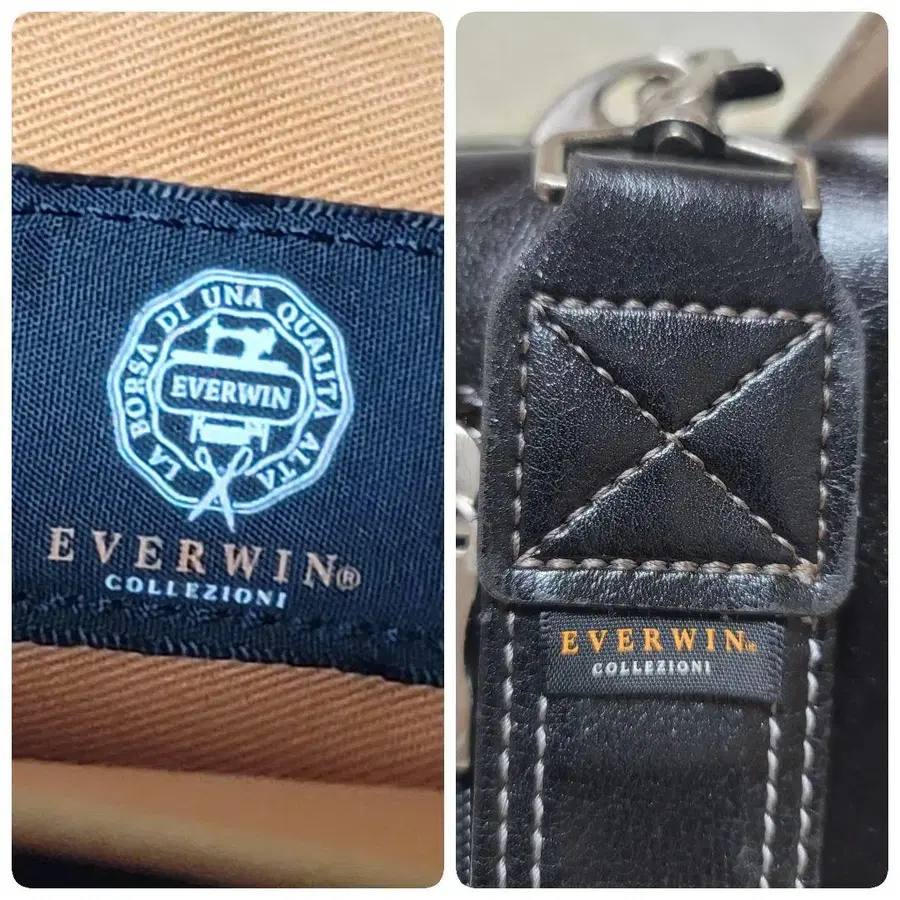 LA BORSA DI UNA QUALITA ALTA
EVERWIN
EVERWIN®
COLLEZIONI
EVERWIN®
COLLEZIONI